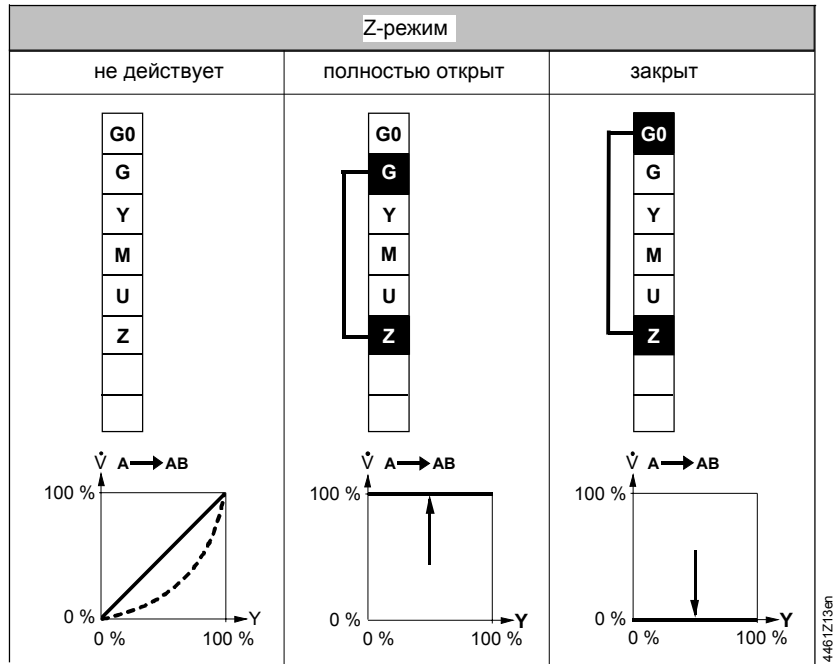 Z-режим
не действует полностью открыт закрыт
G0 G0 G0
G G G
Y Y Y
M M M
U U U
Z Z Z
V̇ A AB V̇ A AB V̇ A AB
100 % 100 % 100 %
0 % Y 0 % Y 0 % Y
0 % 100 % 0 % 100 % 0 % 100 %
4461Z13en